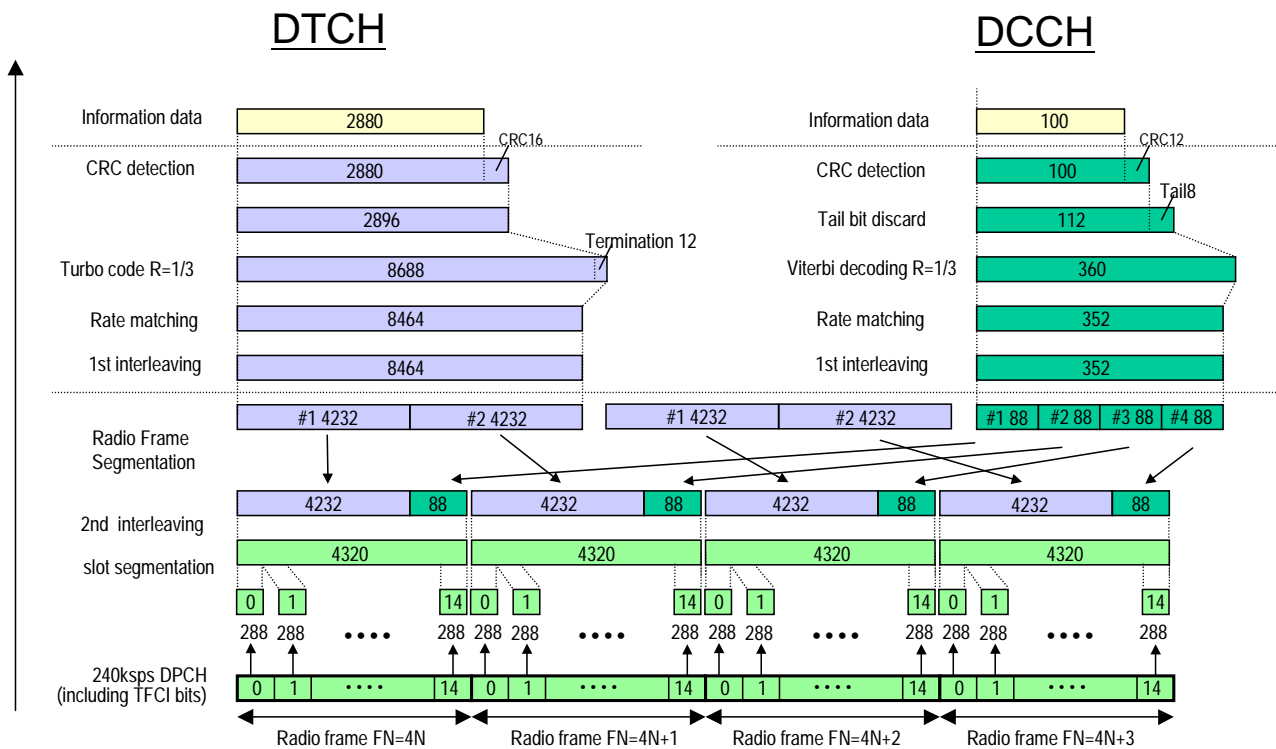 DTCH DCCH
Information data 2880 Information data 100
CRC16 CRC12
CRC detection 2880 CRC detection 100
Tail8
2896 Tail bit discard 112
Termination 12
Turbo code R=1/3 8688 Viterbi decoding R=1/3 360
Rate matching 8464 Rate matching 352
1st interleaving 8464 1st interleaving 352
#1 4232 #2 4232 #1 4232 #2 4232 #1 88 #2 88 #3 88 #4 88
Radio Frame
Segmentation
4232 88 4232 88 4232 88 4232 88
2nd interleaving
4320 4320 4320 4320
slot segmentation
0 1 14 0 1 14 0 1 14 0 1 14
288 288 •••• 288 288 288 •••• 288 288 288 •••• 288 288 288 •••• 288
240ksps DPCH
(including TFCI bits)
0 1 •••• 14 0 1 •••• 14 0 1 •••• 14 0 1 •••• 14
Radio frame FN=4N Radio frame FN=4N+1 Radio frame FN=4N+2 Radio frame FN=4N+3